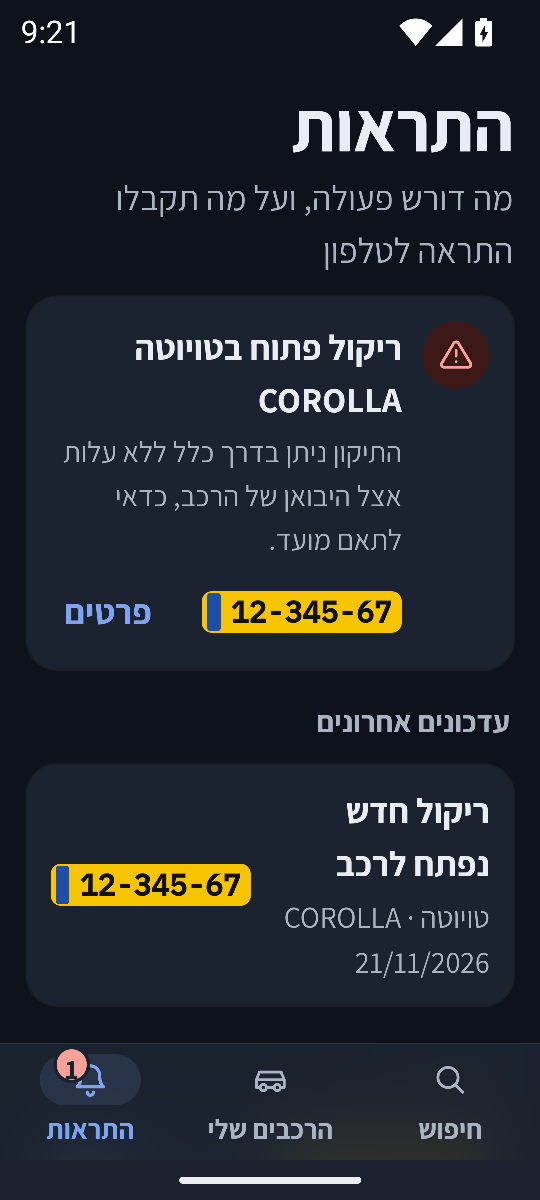 9:21
התראות
מה דורש פעולה, ועל מה תקבלו
התראה לטלפון
ריקול פתוח בטויוטה
COROLLA
התיקון ניתן בדרך כלל ללא עלות
אצל היבואן של הרכב, כדאי
לתאם מועד.
12-345-67
פרטים
עדכונים אחרונים
ריקול חדש
נפתח לרכב
טויוטה · COROLLA
21/11/2026
12-345-67
חיפוש
הרכבים שלי
1
התראות